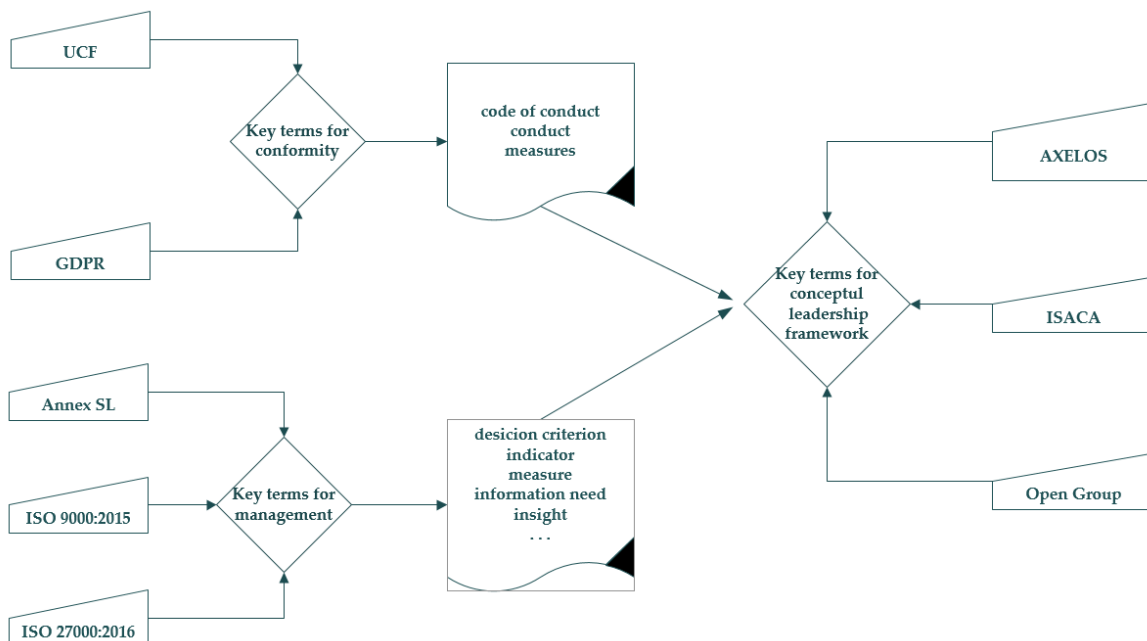 UCF
Key terms for
conformity
GDPR
code of conduct
conduct
measures
Annex SL
ISO 9000:2015
ISO 27000:2016
Key terms for
management
desicion criterion
indicator
measure
information need
insight
. . .
Key terms for
conceptul
leadership
framework
AXELOS
ISACA
Open Group